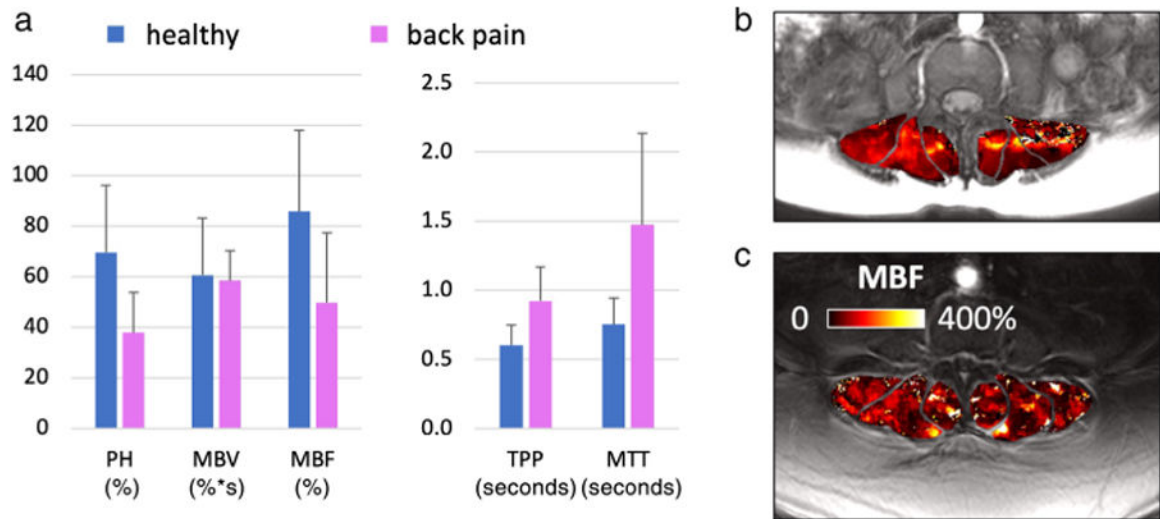 a
healthy
back pain
140
120
100
80
60
40
20
0
PH
(%)
MBV
(%*s)
MBF
(%)
2.5
2.0
1.5
1.0
0.5
0.0
TPP
(seconds)
MTT
(seconds)
b
c
MBF
0
400%